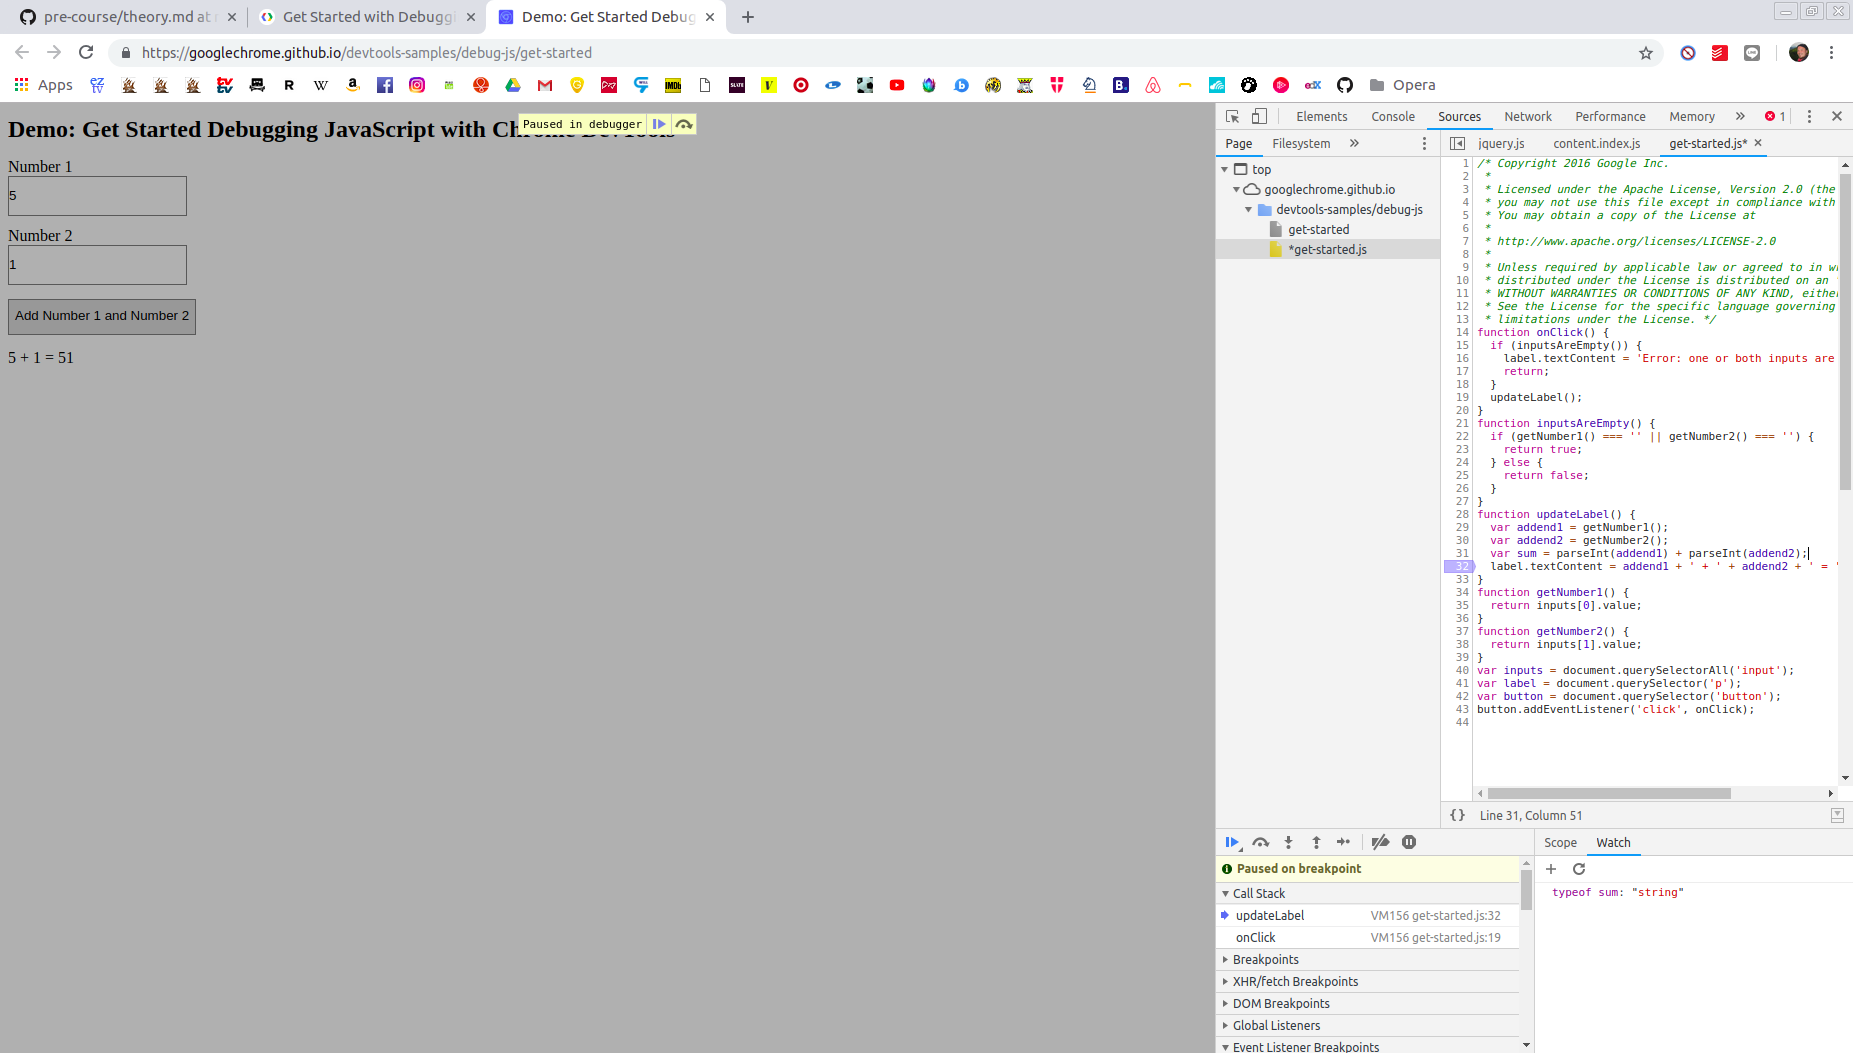 pre-course/theory.md at
Get Started with Debuggi
Demo: Get Started Debug
https://googlechrome.github.io/devtools-samples/debug-js/get-started
Apps
Opera
Demo: Get Started Debugging JavaScript with Chrome DevTools
Paused in debugger
Number 1
5
Number 2
1
Add Number 1 and Number 2
5 + 1 = 51
Elements Console Sources Network Performance Memory 1
Page Filesystem
top
googlechrome.github.io
devtools-samples/debug-js
get-started
*get-started.js
jquery.js content.index.js get-started.js*
1 /* Copyright 2016 Google Inc.
2 *
3 * Licensed under the Apache License, Version 2.0 (the
4 * you may not use this file except in compliance with
5 * You may obtain a copy of the License at
6 *
7 * http://www.apache.org/licenses/LICENSE-2.0
8 *
9 * Unless required by applicable law or agreed to in w
10 * distributed under the License is distributed on an
11 * WITHOUT WARRANTIES OR CONDITIONS OF ANY KIND, eithe
12 * See the License for the specific language governing
13 * limitations under the License. */
14 function onClick() {
15 if (inputsAreEmpty()) {
16 label.textContent = 'Error: one or both inputs are
17 return;
18 }
19 updateLabel();
20 }
21 function inputsAreEmpty() {
22 if (getNumber1() === '' || getNumber2() === '') {
23 return true;
24 } else {
25 return false;
26 }
27 }
28 function updateLabel() {
29 var addend1 = getNumber1();
30 var addend2 = getNumber2();
31 var sum = parseInt(addend1) + parseInt(addend2);
32 label.textContent = addend1 + ' + ' + addend2 + ' = '
33 }
34 function getNumber1() {
35 return inputs[0].value;
36 }
37 function getNumber2() {
38 return inputs[1].value;
39 }
40 var inputs = document.querySelectorAll('input');
41 var label = document.querySelector('p');
42 var button = document.querySelector('button');
43 button.addEventListener('click', onClick);
44
{} Line 31, Column 51
Paused on breakpoint
Call Stack
updateLabel VM156 get-started.js:32
onClick VM156 get-started.js:19
Breakpoints
XHR/fetch Breakpoints
DOM Breakpoints
Global Listeners
Event Listener Breakpoints
Scope Watch
typeof sum: "string"